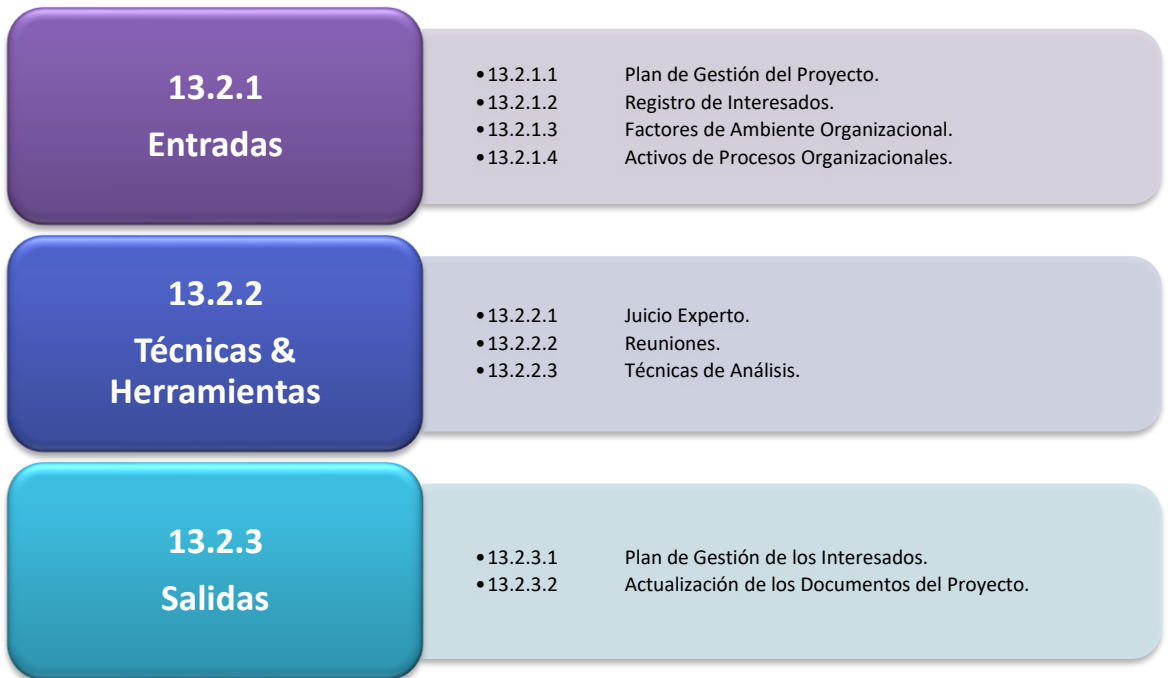 13.2.1
Entradas
•13.2.1.1 Plan de Gestión del Proyecto.
•13.2.1.2 Registro de Interesados.
•13.2.1.3 Factores de Ambiente Organizacional.
•13.2.1.4 Activos de Procesos Organizacionales.
13.2.2
Técnicas &
Herramientas
•13.2.2.1 Juicio Experto.
•13.2.2.2 Reuniones.
•13.2.2.3 Técnicas de Análisis.
13.2.3
Salidas
•13.2.3.1 Plan de Gestión de los Interesados.
•13.2.3.2 Actualización de los Documentos del Proyecto.